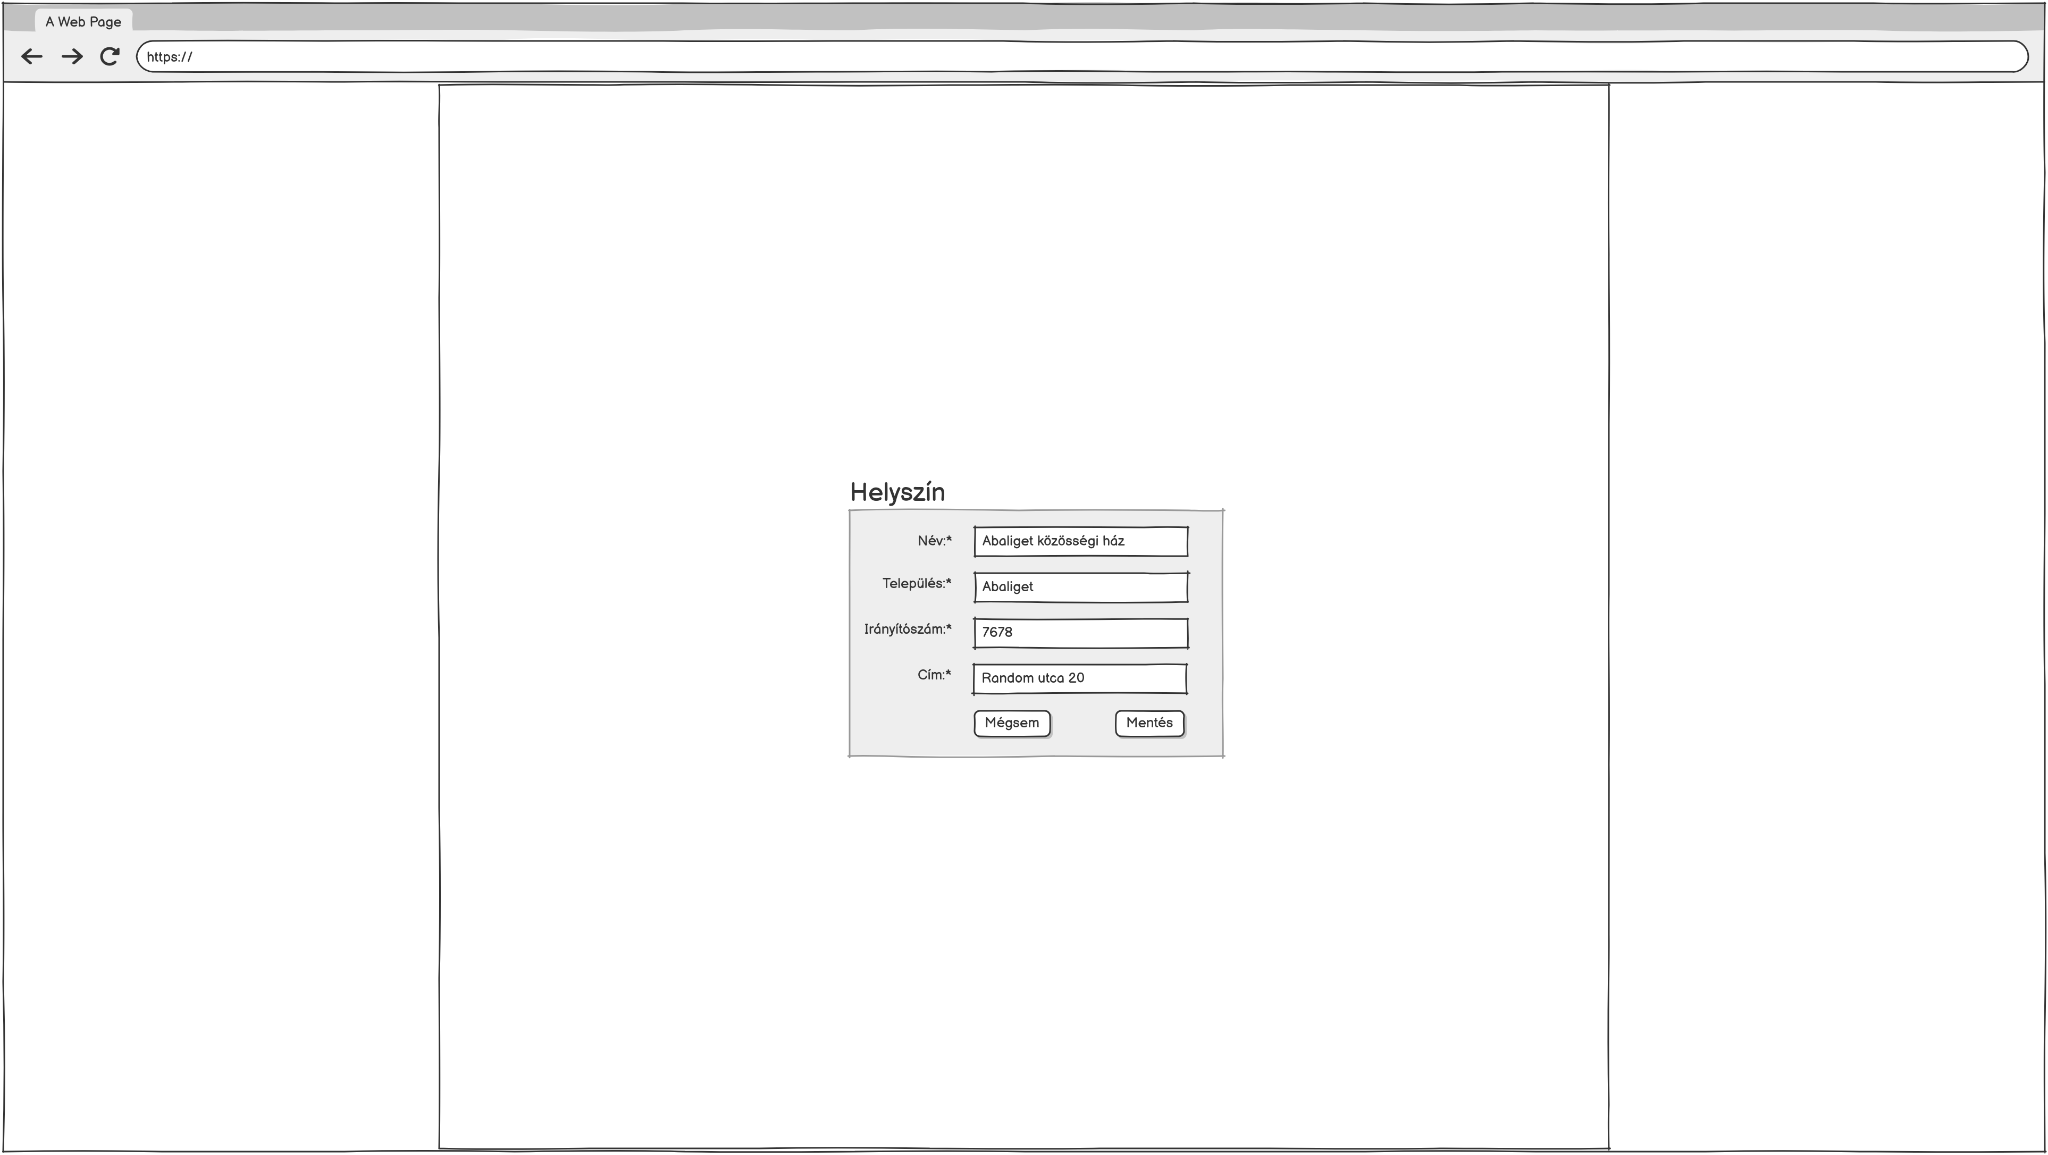 A Web Page
https://
Helyszín
Név:* Abaliget közösségi ház
Település:* Abaliget
Irányítószám:* 7678
Cím:* Random utca 20
Mégsem Mentés